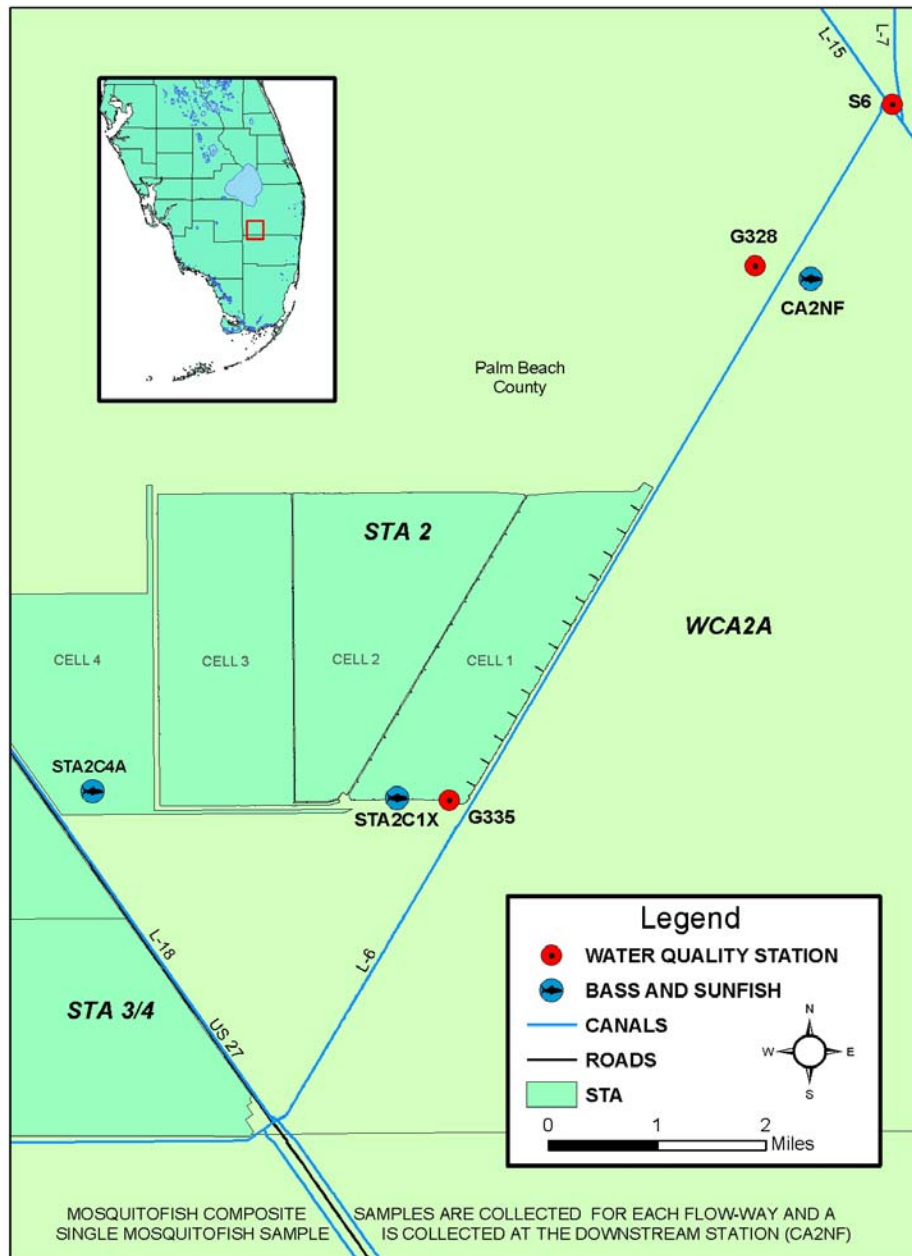 L-15
L-7
S6
G328
CA2NF
Palm Beach
County
STA 2
WCA2A
CELL 4
CELL 3
CELL 2
CELL 1
STA2C4A
STA2C1X
G335
L-18
L-6
US 27
STA 3/4
Legend
WATER QUALITY STATION
BASS AND SUNFISH
CANALS
ROADS
STA
N
W
E
S
0 1 2
Miles
MOSQUITOFISH COMPOSITE SAMPLES ARE COLLECTED FOR EACH FLOW-WAY AND A
SINGLE MOSQUITOFISH SAMPLE IS COLLECTED AT THE DOWNSTREAM STATION (CA2NF)